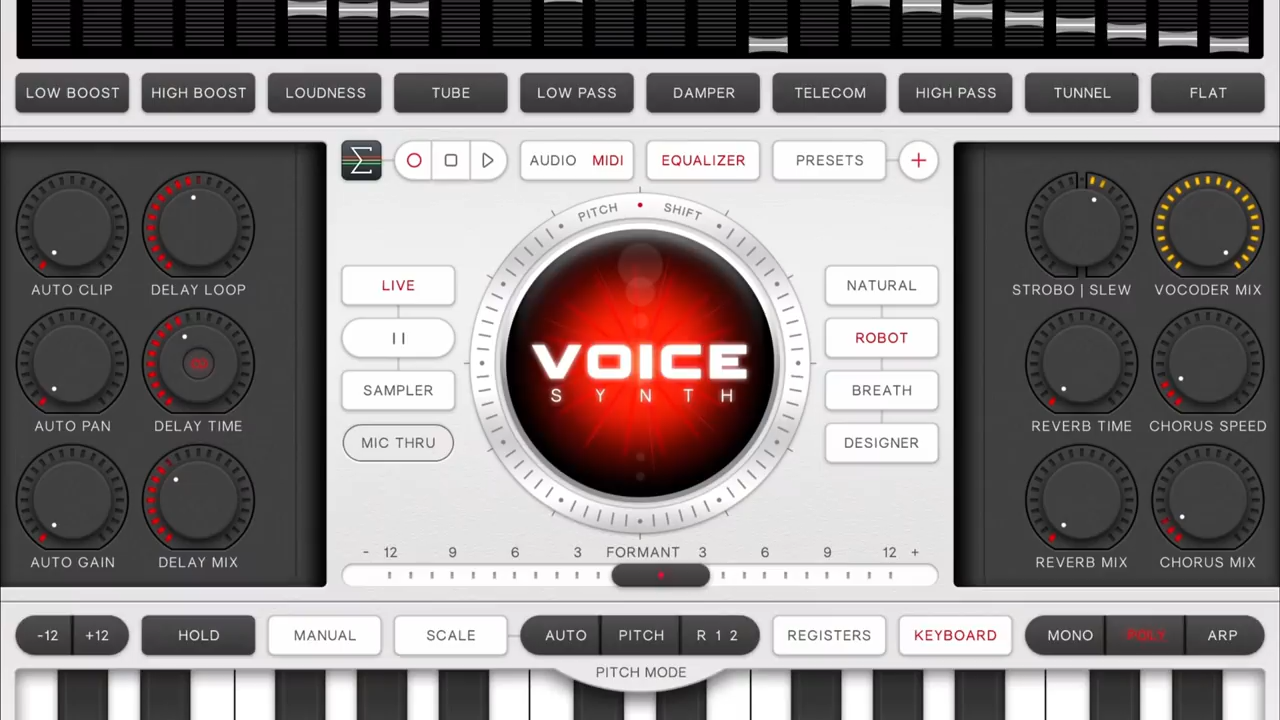 LOW BOOST HIGH BOOST LOUDNESS TUBE LOW PASS DAMPER TELECOM HIGH PASS TUNNEL FLAT
Σ AUDIO MIDI EQUALIZER PRESETS +
PITCH SHIFT
AUTO CLIP DELAY LOOP LIVE NATURAL STROBO | SLEW VOCODER MIX
ROBOT
VOICE
SYNTH
SAMPLER BREATH
AUTO PAN DELAY TIME REVERB TIME CHORUS SPEED
MIC THRU DESIGNER
- 12 9 6 3 FORMANT 3 6 9 12 +
AUTO GAIN DELAY MIX REVERB MIX CHORUS MIX
-12 +12 HOLD MANUAL SCALE AUTO PITCH R 1 2 REGISTERS KEYBOARD MONO POLY ARP
PITCH MODE